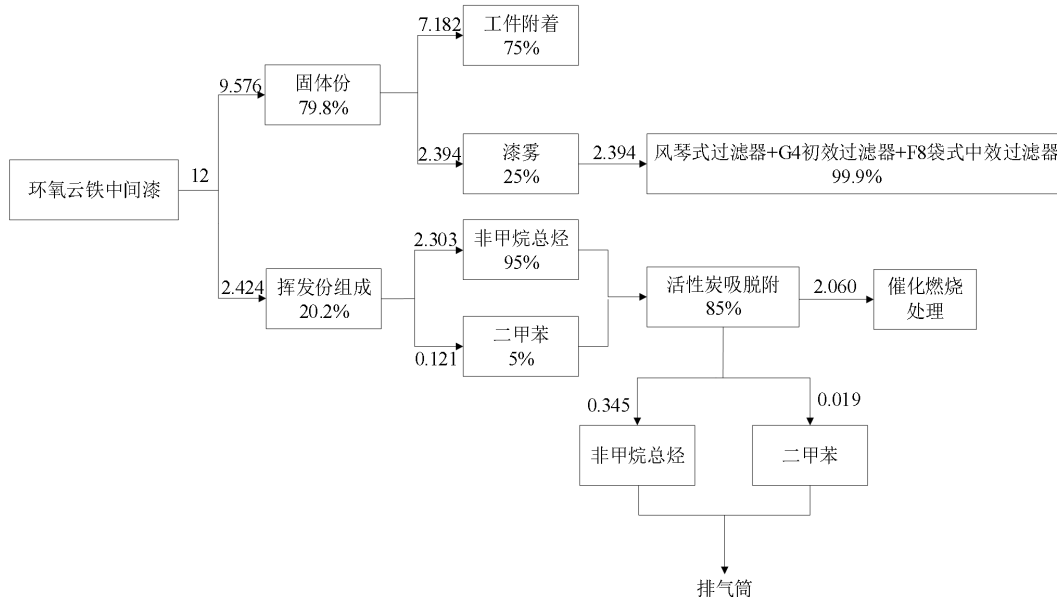 7.182
工件附着
75%
9.576
固体份
79.8%
2.394
漆雾
25%
2.394
风琴式过滤器+G4初效过滤器+F8袋式中效过滤器
99.9%
环氧云铁中间漆
12
2.303
非甲烷总烃
95%
2.424
挥发份组成
20.2%
0.121
二甲苯
5%
活性炭吸脱附
85%
2.060
催化燃烧
处理
0.345
非甲烷总烃
0.019
二甲苯
排气筒